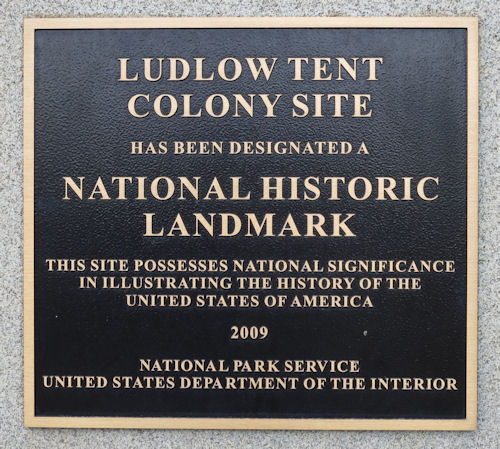 LUDLOW TENT
COLONY SITE
HAS BEEN DESIGNATED A
NATIONAL HISTORIC
LANDMARK
THIS SITE POSSESSES NATIONAL SIGNIFICANCE
IN ILLUSTRATING THE HISTORY OF THE
UNITED STATES OF AMERICA
2009
NATIONAL PARK SERVICE
UNITED STATES DEPARTMENT OF THE INTERIOR